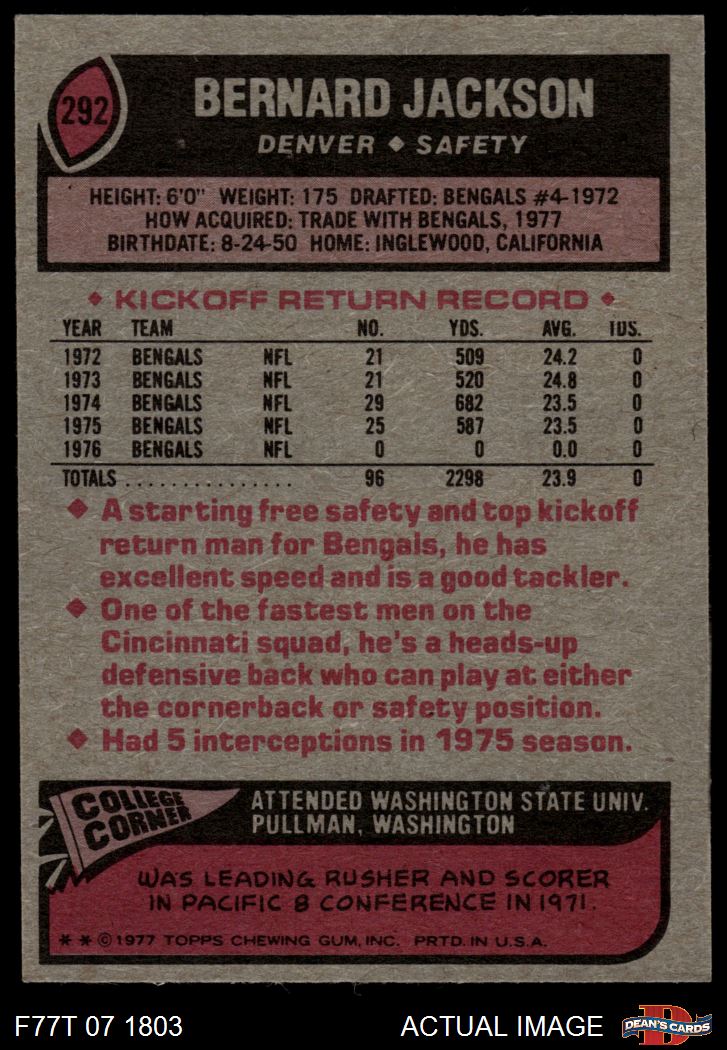 292
BERNARD JACKSON
DENVER ◆ SAFETY
HEIGHT: 6'0" WEIGHT: 175 DRAFTED: BENGALS #4-1972
HOW ACQUIRED: TRADE WITH BENGALS, 1977
BIRTHDATE: 8-24-50 HOME: INGLEWOOD, CALIFORNIA
◆ KICKOFF RETURN RECORD ◆
YEAR TEAM NO. YDS. AVG. TDS.
1972 BENGALS NFL 21 509 24.2 0
1973 BENGALS NFL 21 520 24.8 0
1974 BENGALS NFL 29 682 23.5 0
1975 BENGALS NFL 25 587 23.5 0
1976 BENGALS NFL 0 0 0.0 0
TOTALS ................ 96 2298 23.9 0
◆ A starting free safety and top kickoff
return man for Bengals, he has
excellent speed and is a good tackler.
◆ One of the fastest men on the
Cincinnati squad, he's a heads-up
defensive back who can play at either
the cornerback or safety position.
◆ Had 5 interceptions in 1975 season.
COLLEGE
CORNER
ATTENDED WASHINGTON STATE UNIV.
PULLMAN, WASHINGTON
WAS LEADING RUSHER AND SCORER
IN PACIFIC 8 CONFERENCE IN 1971.
** © 1977 TOPPS CHEWING GUM, INC. PRTD. IN U.S.A.
F77T 07 1803
ACTUAL IMAGE
D
DEAN'S CARDS